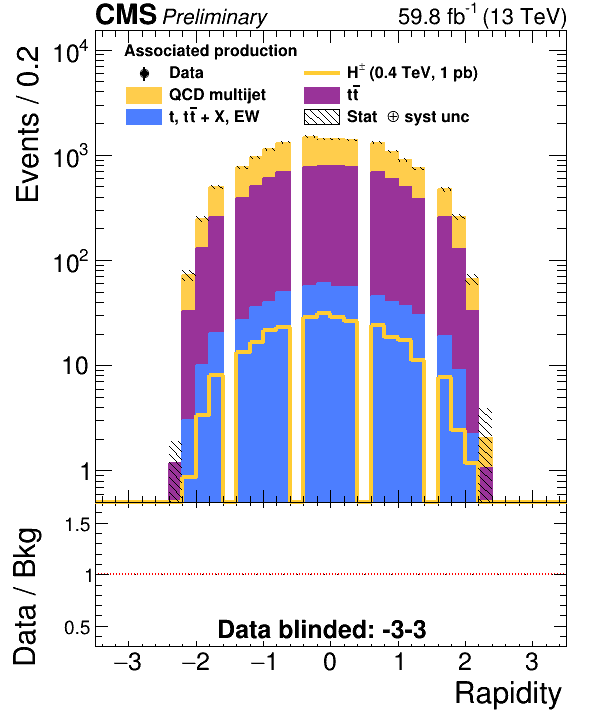 CMS Preliminary 59.8 fb⁻¹ (13 TeV)
Events / 0.2
10⁴
10³
10²
10
1
Associated production
Data
H± (0.4 TeV, 1 pb)
QCD multijet
tt̄
t, tt̄ + X, EW
Stat ⊕ syst unc
Data / Bkg
1.5
1
0.5
Data blinded: -3-3
−3 −2 −1 0 1 2 3
Rapidity